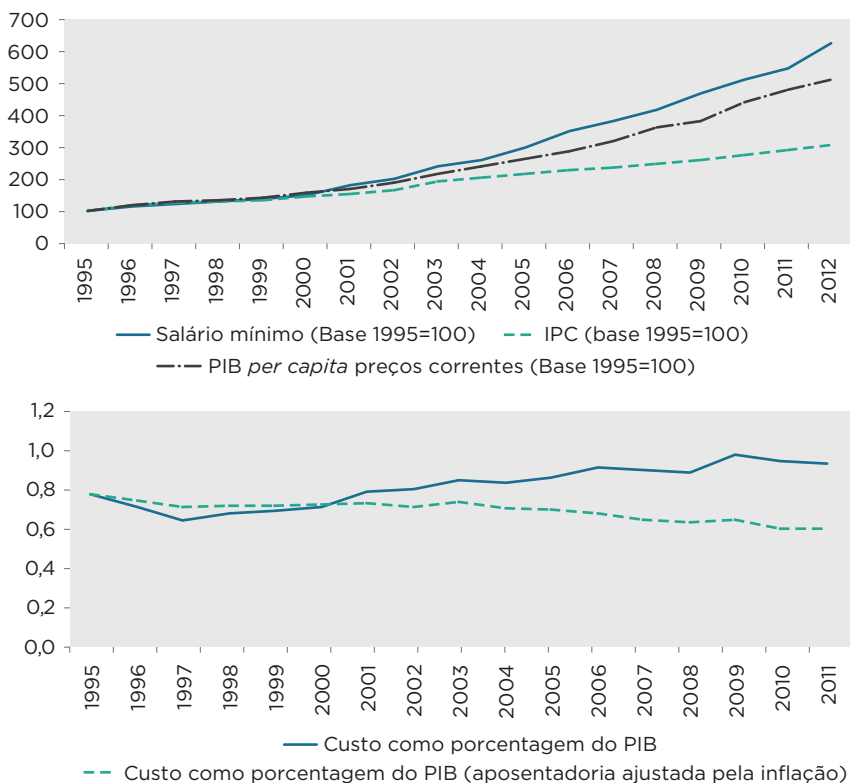 700
600
500
400
300
200
100
0
1995 1996 1997 1998 1999 2000 2001 2002 2003 2004 2005 2006 2007 2008 2009 2010 2011 2012
Salário mínimo (Base 1995=100) IPC (base 1995=100)
PIB per capita preços correntes (Base 1995=100)
1,2
1,0
0,8
0,6
0,4
0,2
0,0
1995 1996 1997 1998 1999 2000 2001 2002 2003 2004 2005 2006 2007 2008 2009 2010 2011
Custo como porcentagem do PIB
Custo como porcentagem do PIB (aposentadoria ajustada pela inflação)